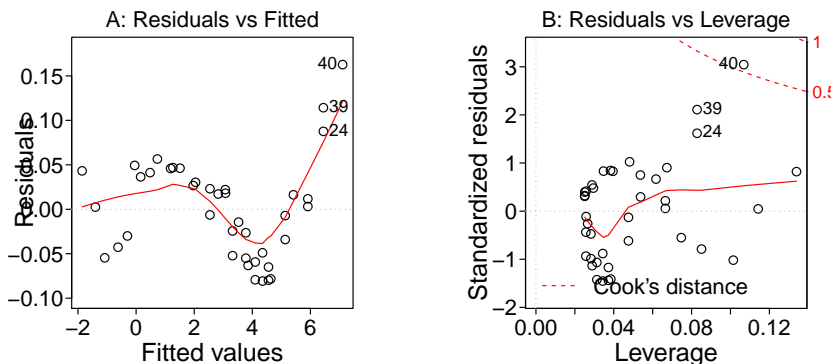 A: Residuals vs Fitted
Residuals
0.15
0.10
0.05
0.00
−0.05
−0.10
40
39
24
−2 0 2 4 6
Fitted values
B: Residuals vs Leverage
Standardized residuals
3
2
1
0
−1
−2
40
39
24
1
0.5
Cook's distance
0.00 0.04 0.08 0.12
Leverage